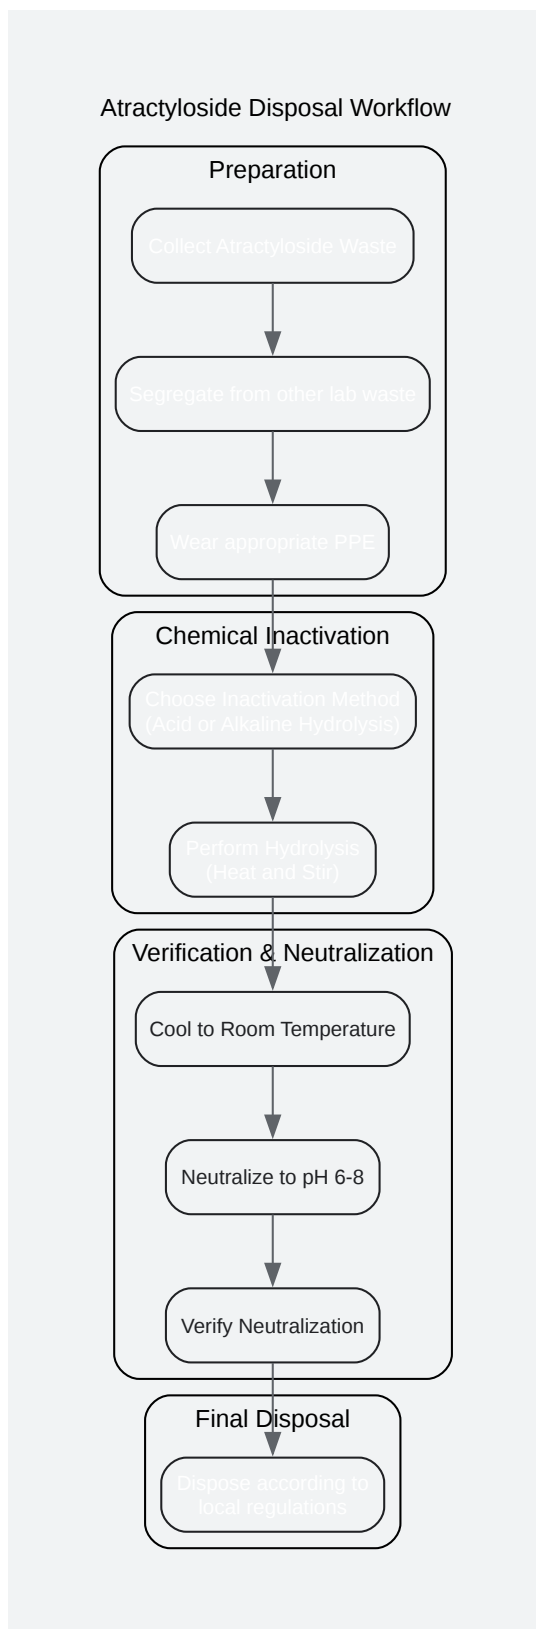 Atractyloside Disposal Workflow
Preparation
Collect Atractyloside Waste
Segregate from other lab waste
Wear appropriate PPE
Chemical Inactivation
Choose Inactivation Method
(Acid or Alkaline Hydrolysis)
Perform Hydrolysis
(Heat and Stir)
Verification & Neutralization
Cool to Room Temperature
Neutralize to pH 6-8
Verify Neutralization
Final Disposal
Dispose according to
local regulations